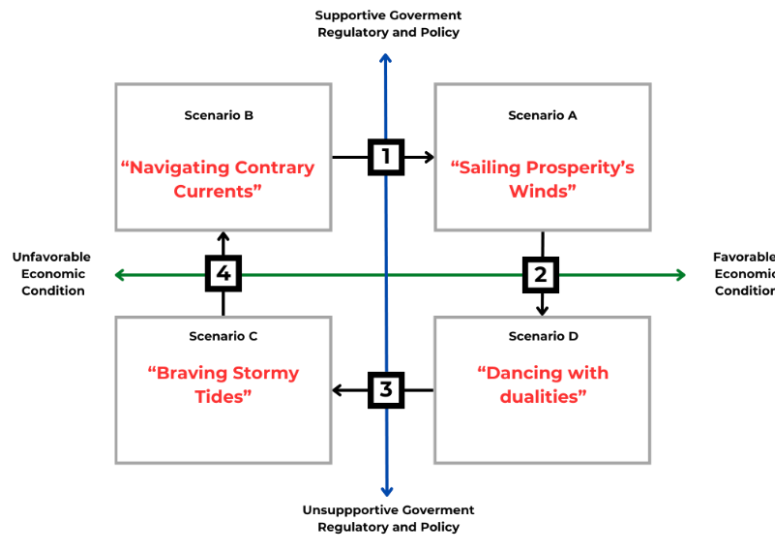 Supportive Goverment
Regulatory and Policy
Scenario B
“Navigating Contrary
Currents”
1
Scenario A
“Sailing Prosperity’s
Winds”
Unfavorable
Economic
Condition
4
2
Favorable
Economic
Condition
Scenario C
“Braving Stormy
Tides”
3
Scenario D
“Dancing with
dualities”
Unsuppportive Goverment
Regulatory and Policy